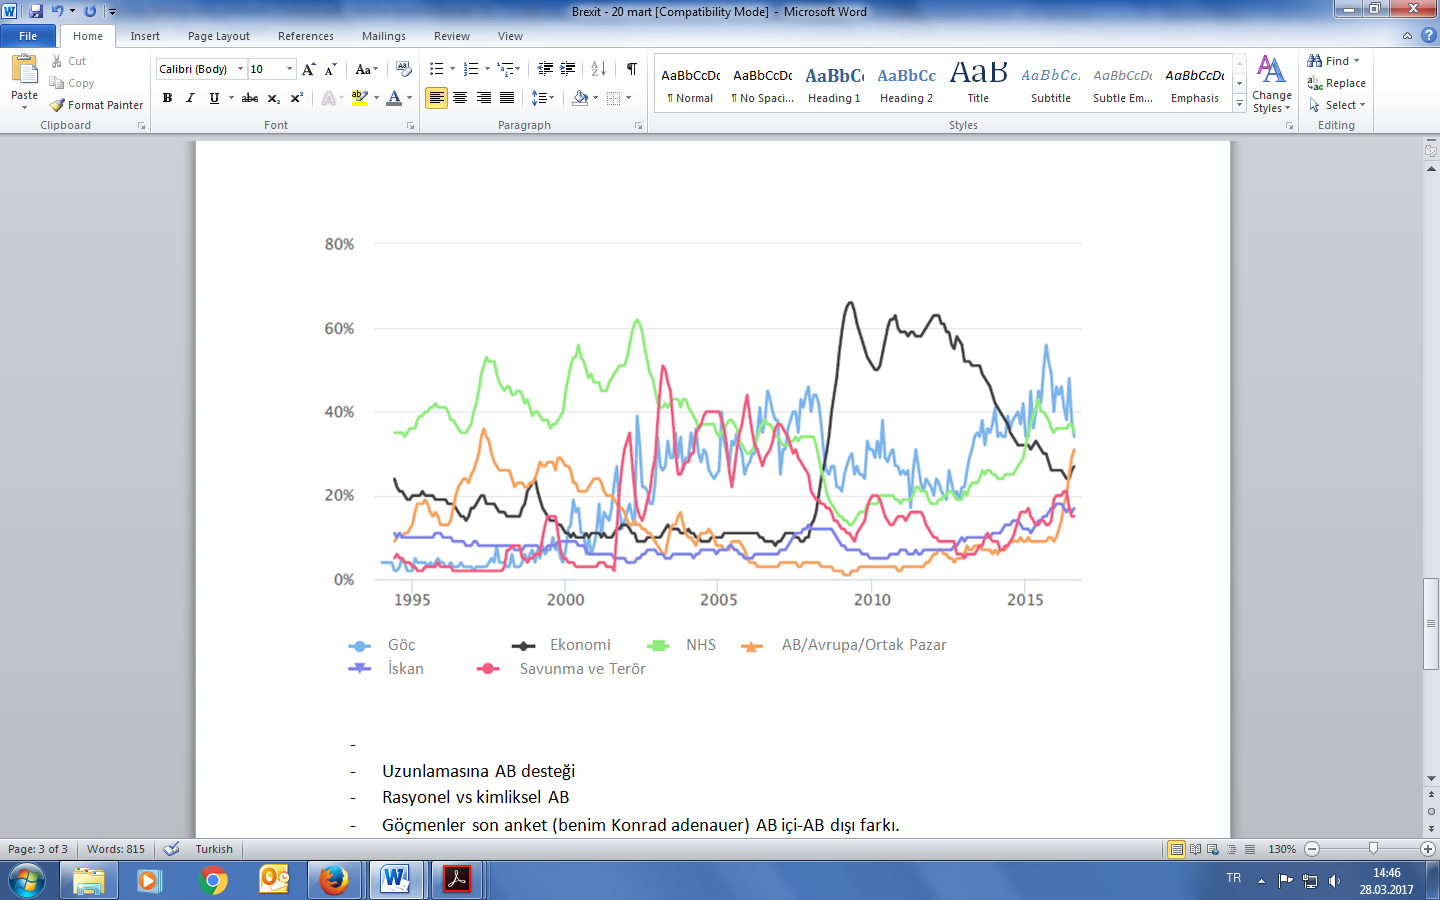 Brexit - 20 mart [Compatibility Mode] - Microsoft Word
File Home Insert Page Layout References Mailings Review View
Paste
Cut
Copy
Format Painter
Clipboard
Calibri (Body) 10
Font
Paragraph
AaBbCcDc AaBbCcDc AaBbCc AaBbCc AaB AaBbCc. AaBbCcDc AaBbCcDc
¶ Normal ¶ No Spaci... Heading 1 Heading 2 Title Subtitle Subtle Em... Emphasis
Styles
Change Styles
Find
Replace
Select
Editing
80%
60%
40%
20%
0%
1995 2000 2005 2010 2015
Göç Ekonomi NHS AB/Avrupa/Ortak Pazar
İskan Savunma ve Terör
-
- Uzunlamasına AB desteği
- Rasyonel vs kimliksel AB
- Göçmenler son anket (benim Konrad adenauer) AB içi-AB dışı farkı.
Page: 3 of 3 Words: 815 Turkish 130%
TR 14:46
28.03.2017